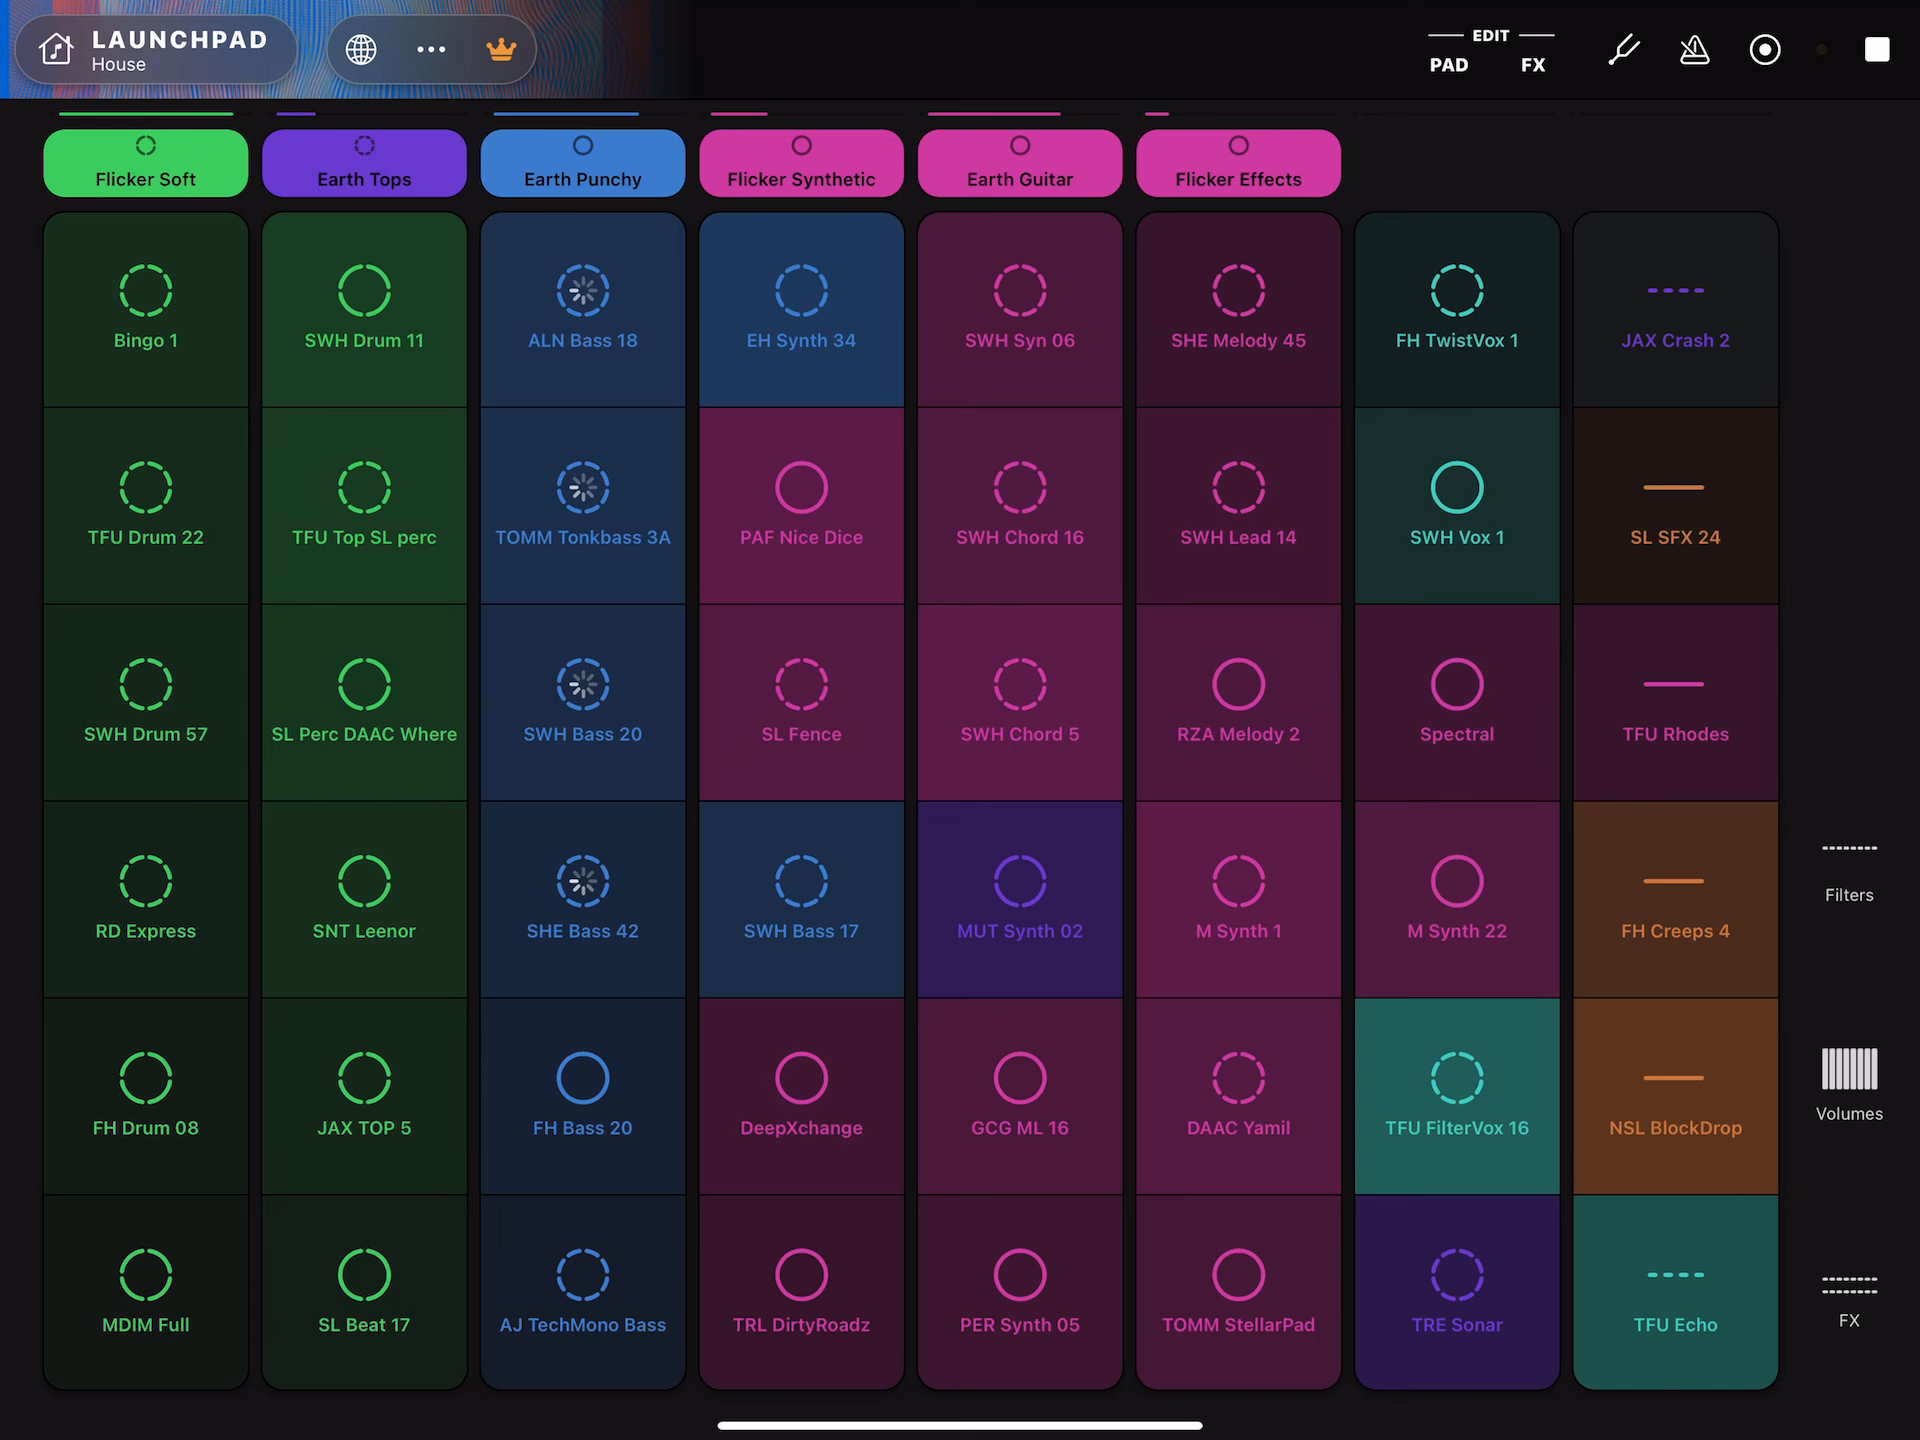 LAUNCHPAD
House
EDIT
PAD FX
Flicker Soft
Earth Tops
Earth Punchy
Flicker Synthetic
Earth Guitar
Flicker Effects
Bingo 1
SWH Drum 11
ALN Bass 18
EH Synth 34
SWH Syn 06
SHE Melody 45
FH TwistVox 1
JAX Crash 2
TFU Drum 22
TFU Top SL perc
TOMM Tonkbass 3A
PAF Nice Dice
SWH Chord 16
SWH Lead 14
SWH Vox 1
SL SFX 24
SWH Drum 57
SL Perc DAAC Where
SWH Bass 20
SL Fence
SWH Chord 5
RZA Melody 2
Spectral
TFU Rhodes
RD Express
SNT Leenor
SHE Bass 42
SWH Bass 17
MUT Synth 02
M Synth 1
M Synth 22
FH Creeps 4
Filters
FH Drum 08
JAX TOP 5
FH Bass 20
DeepXchange
GCG ML 16
DAAC Yamil
TFU FilterVox 16
NSL BlockDrop
Volumes
MDIM Full
SL Beat 17
AJ TechMono Bass
TRL DirtyRoadz
PER Synth 05
TOMM StellarPad
TRE Sonar
TFU Echo
FX